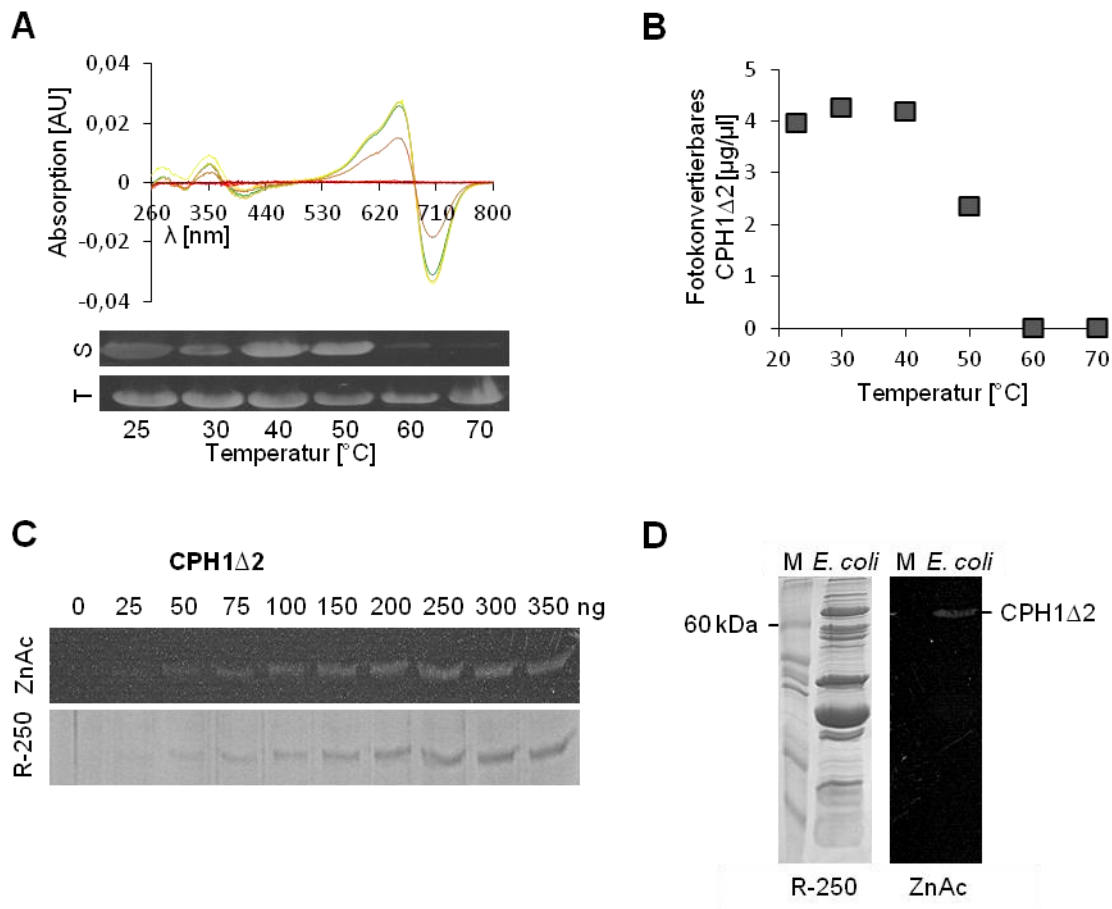 A
0,04
0,02
0
-0,02
-0,04
Absorption [AU]
260 350 440 530 620 710 800
λ [nm]
S
T
25 30 40 50 60 70
Temperatur [°C]
B
5
4
3
2
1
0
Fotokonvertierbares
CPH1Δ2 [µg/µl]
20 30 40 50 60 70
Temperatur [°C]
C
CPH1Δ2
0 25 50 75 100 150 200 250 300 350 ng
ZnAc
R-250
D
M E. coli M E. coli
60 kDa
CPH1Δ2
R-250 ZnAc